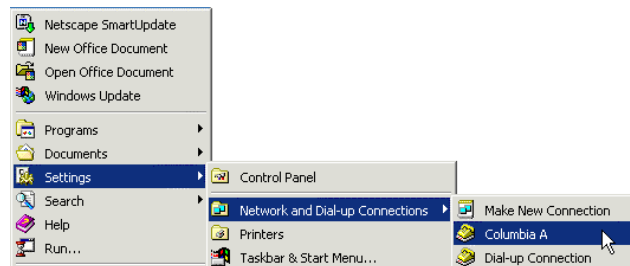 Netscape SmartUpdate
New Office Document
Open Office Document
Windows Update
Programs
Documents
Settings
Search
Help
Run...
Control Panel
Network and Dial-up Connections
Printers
Taskbar & Start Menu...
Make New Connection
Columbia A
Dial-up Connection